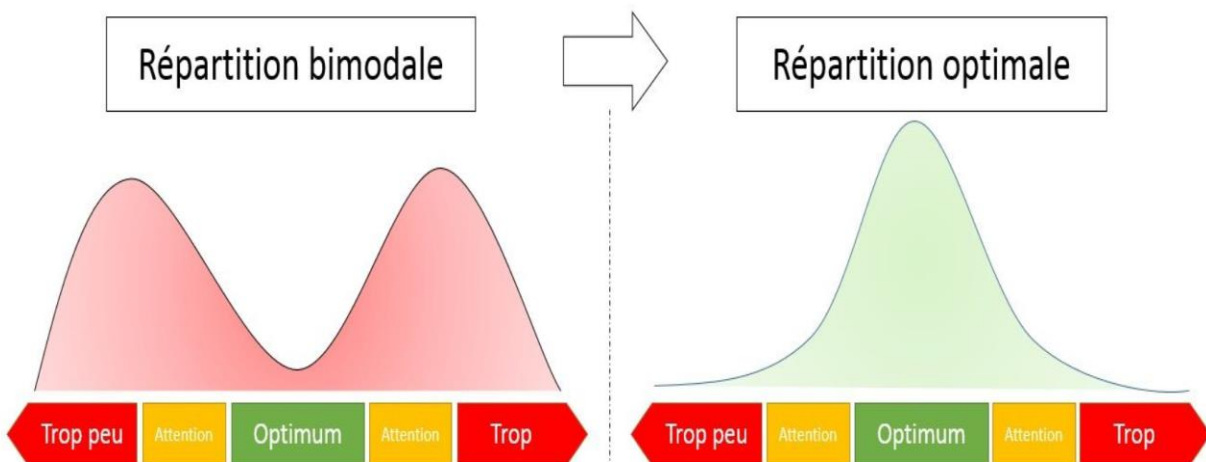 Répartition bimodale
Répartition optimale
Trop peu
Attention
Optimum
Attention
Trop
Trop peu
Attention
Optimum
Attention
Trop